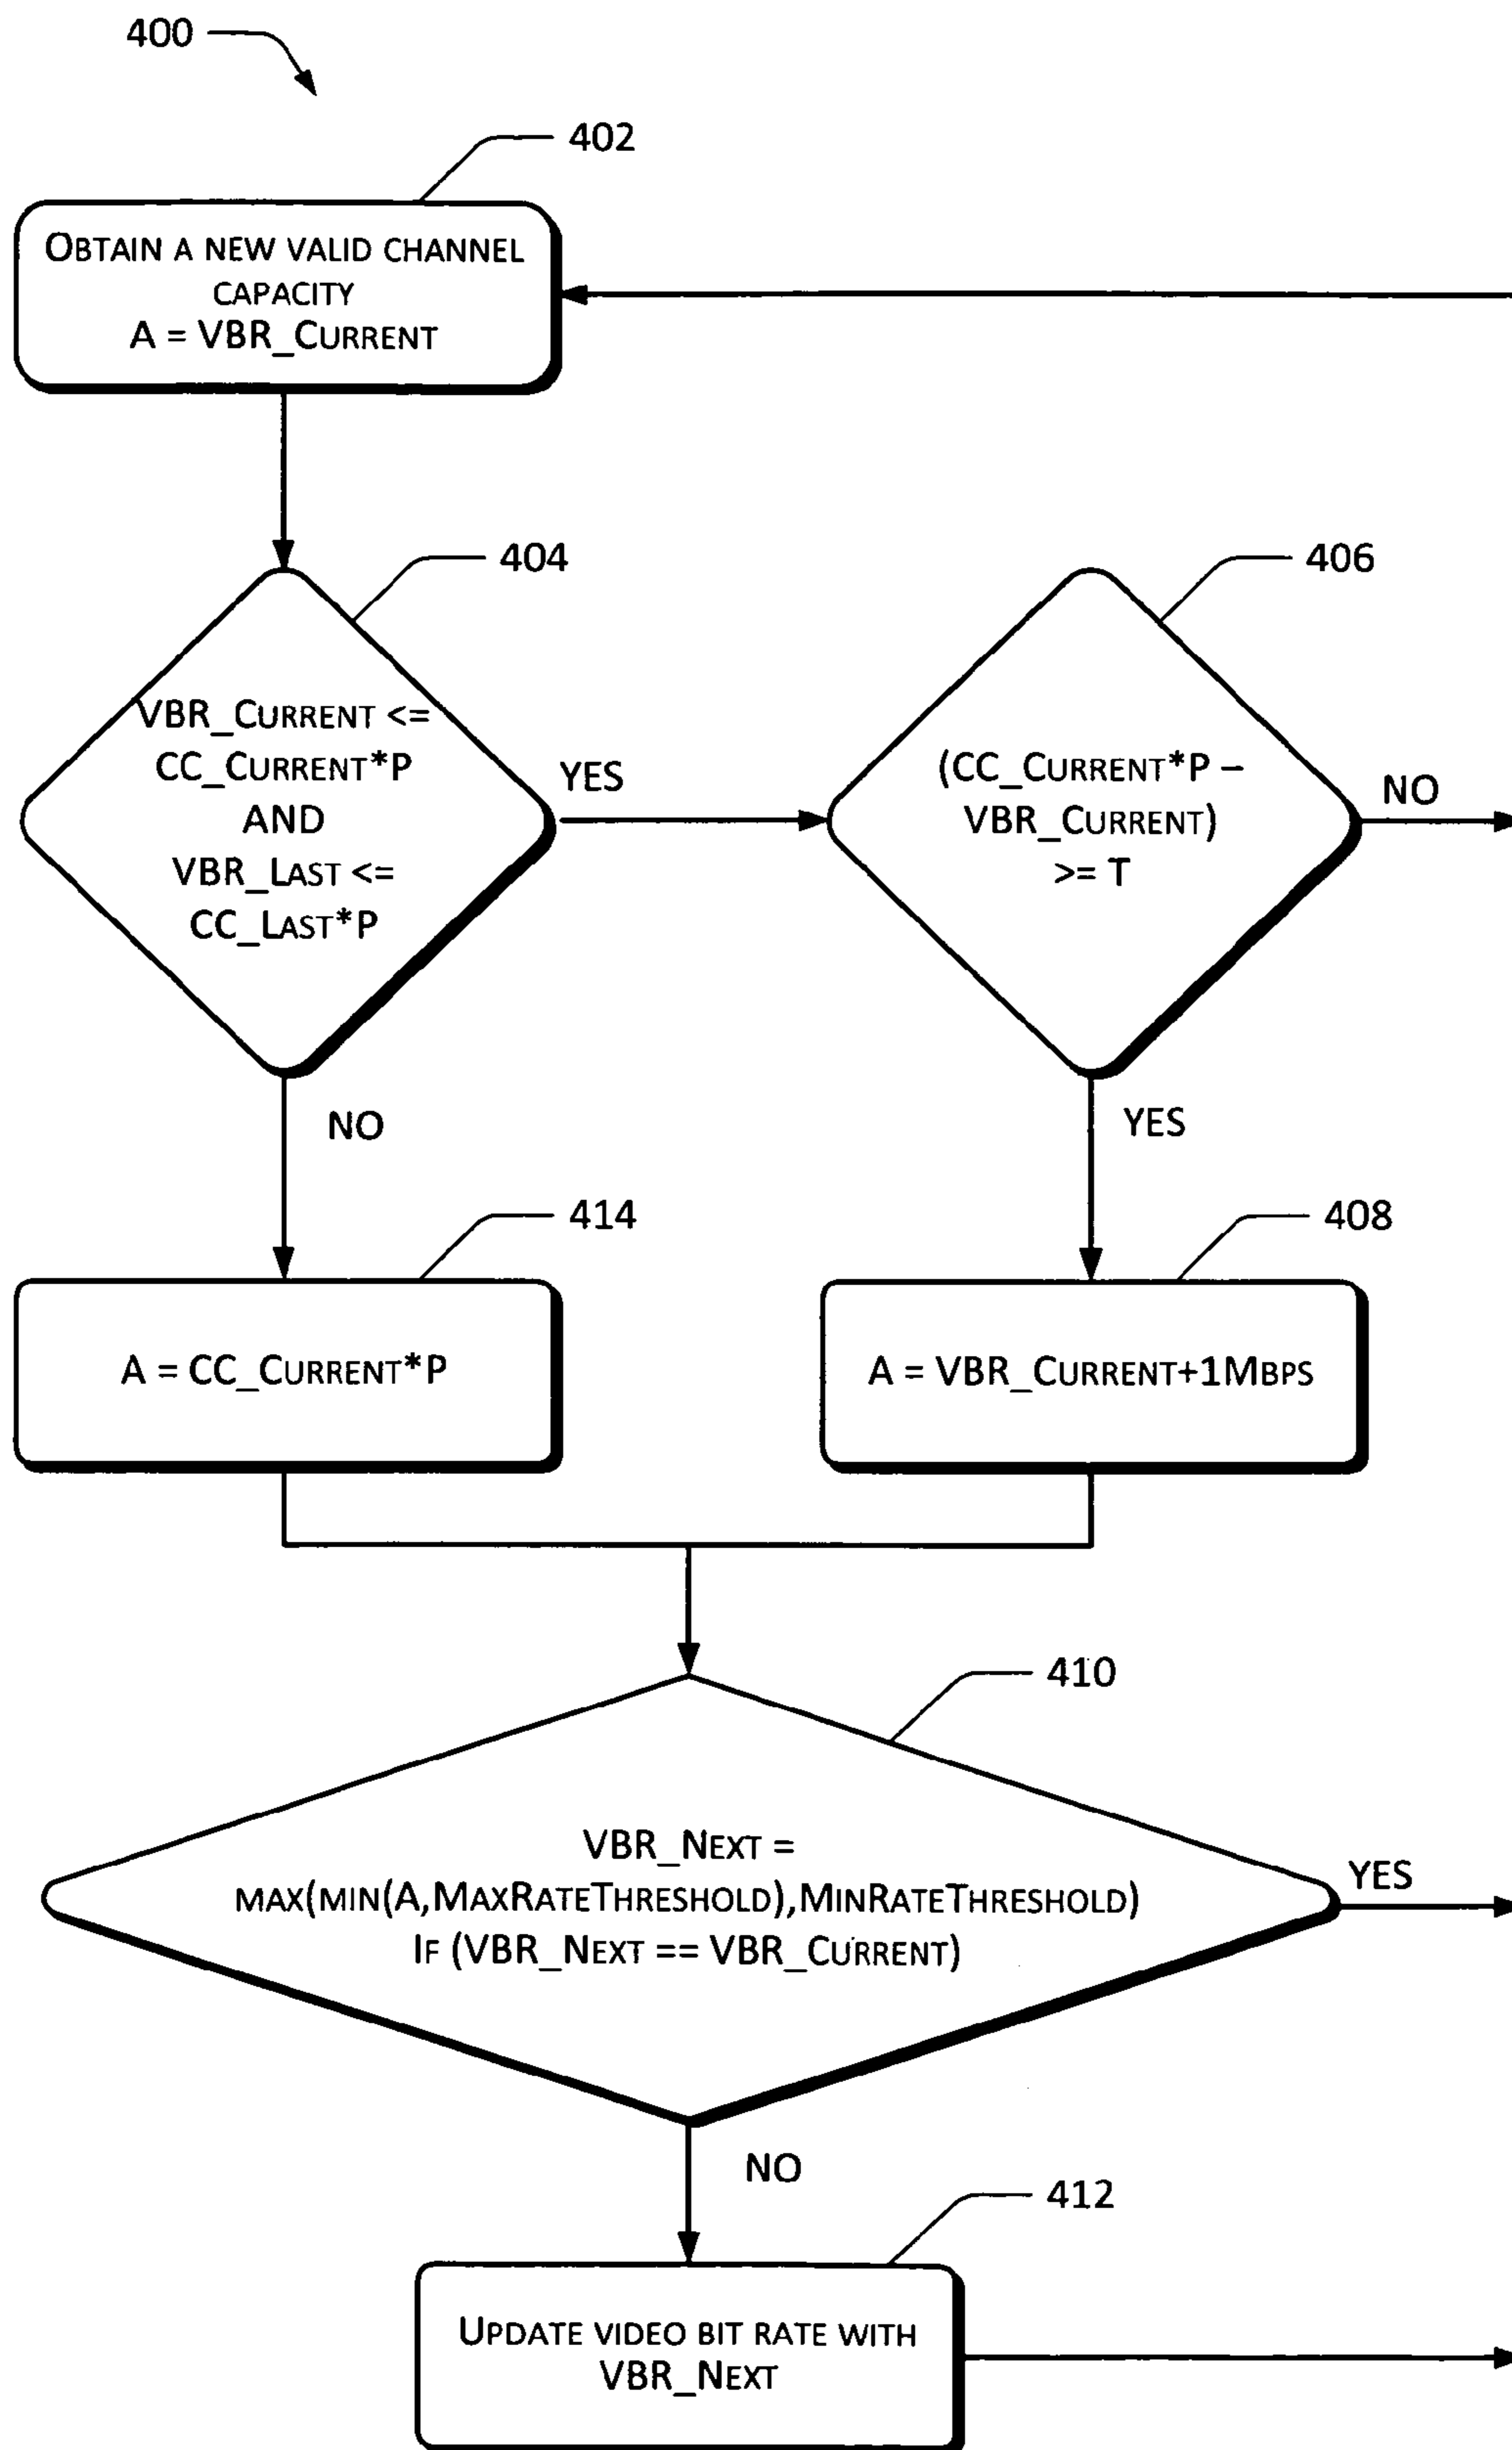 400
402
OBTAIN A NEW VALID CHANNEL
CAPACITY
A = VBR_CURRENT
404
VBR_CURRENT <=
CC_CURRENT*P
AND
VBR_LAST <=
CC_LAST*P
YES
406
(CC_CURRENT*P –
VBR_CURRENT)
>= T
NO
NO
YES
414
A = CC_CURRENT*P
408
A = VBR_CURRENT+1MBPS
410
VBR_NEXT =
MAX(MIN(A,MAXRATETHRESHOLD),MINRATETHRESHOLD)
IF (VBR_NEXT == VBR_CURRENT)
YES
NO
412
UPDATE VIDEO BIT RATE WITH
VBR_NEXT